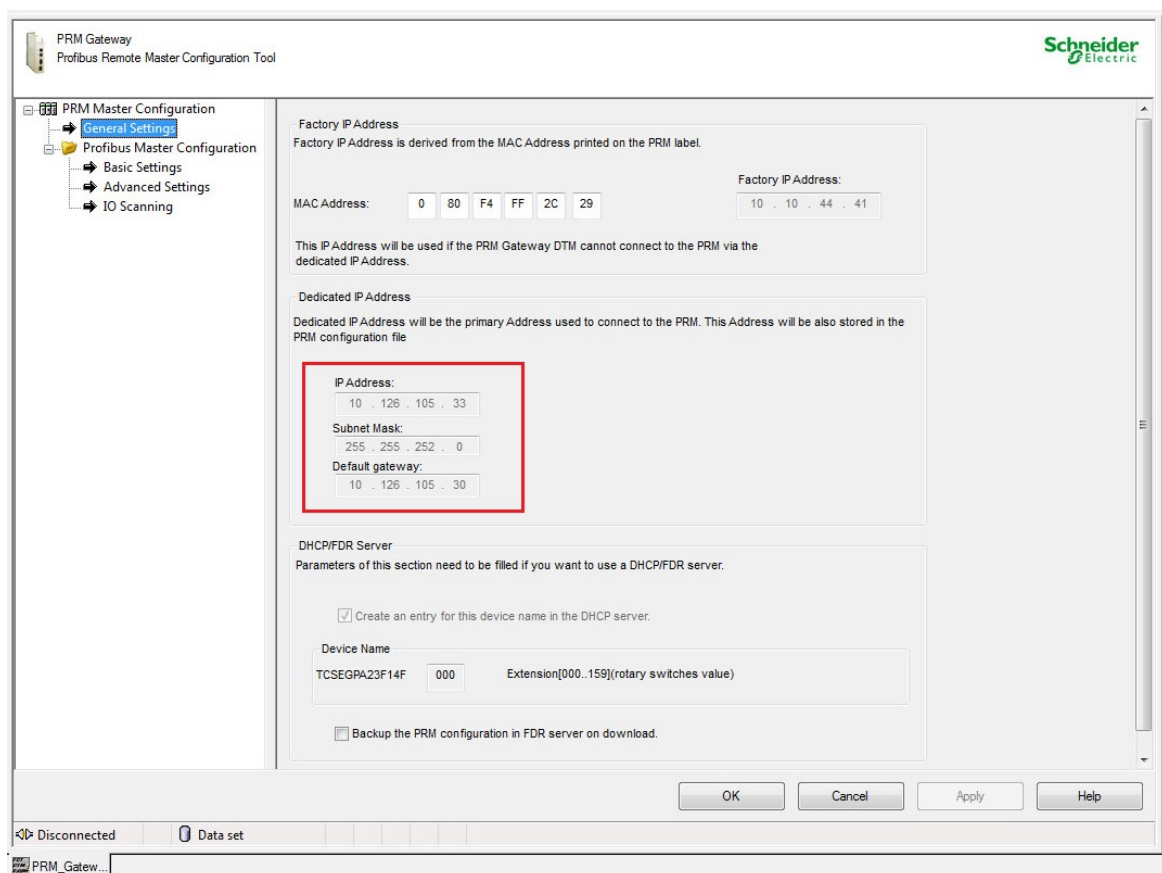 PRM Gateway
Profibus Remote Master Configuration Tool
Schneider
Electric
PRM Master Configuration
General Settings
Profibus Master Configuration
Basic Settings
Advanced Settings
IO Scanning
Factory IP Address
Factory IP Address is derived from the MAC Address printed on the PRM label.
Factory IP Address:
MAC Address: 0 80 F4 FF 2C 29 10 . 10 . 44 . 41
This IP Address will be used if the PRM Gateway DTM cannot connect to the PRM via the
dedicated IP Address.
Dedicated IP Address
Dedicated IP Address will be the primary Address used to connect to the PRM. This Address will be also stored in the
PRM configuration file
IP Address:
10 . 126 . 105 . 33
Subnet Mask:
255 . 255 . 252 . 0
Default gateway:
10 . 126 . 105 . 30
DHCP/FDR Server
Parameters of this section need to be filled if you want to use a DHCP/FDR server.
Create an entry for this device name in the DHCP server.
Device Name
TCSEGPA23F14F 000 Extension[000..159](rotary switches value)
Backup the PRM configuration in FDR server on download.
OK Cancel Apply Help
Disconnected Data set
PRM_Gatew...